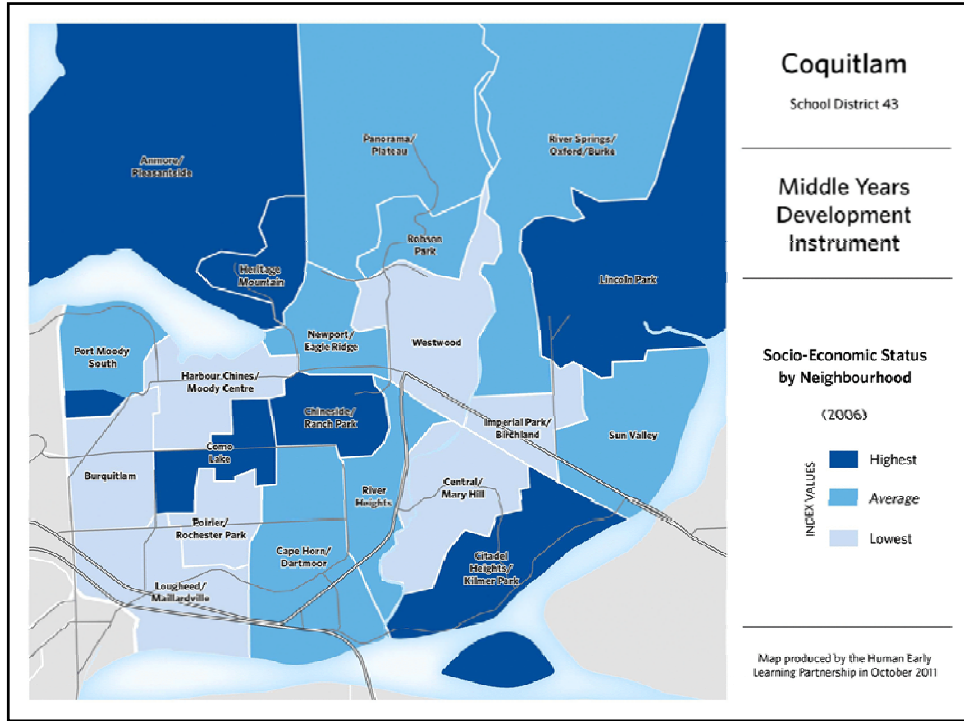 Coquitlam
School District 43
Middle Years
Development
Instrument
Socio-Economic Status
by Neighbourhood
(2006)
INDEX VALUES
Highest
Average
Lowest
Map produced by the Human Early
Learning Partnership in October 2011
Anmore/
Pleasantside
Panorama/
Plateau
River Springs/
Oxford/Burke
Robson
Park
Heritage
Mountain
Lincoln Park
Newport/
Eagle Ridge
Westwood
Port Moody
South
Harbour Chines/
Moody Centre
Chineside/
Ranch Park
Imperial Park/
Birchland
Sun Valley
Como
Lake
Burquitlam
River
Heights
Central/
Mary Hill
Poirier/
Rochester Park
Cape Horn/
Dartmoor
Citadel
Heights/
Kilmer Park
Lougheed/
Maillardville